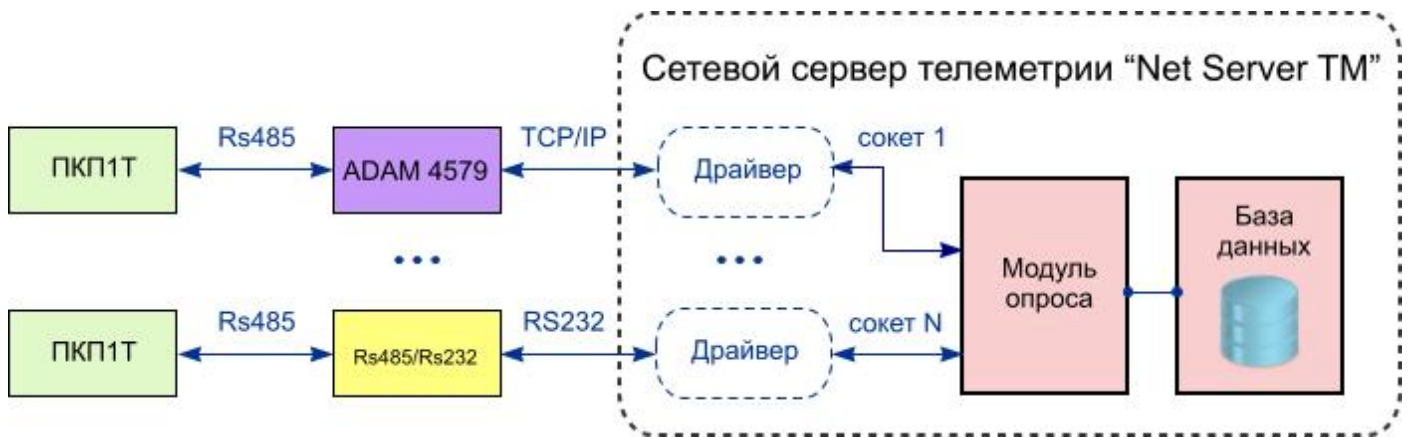 Сетевой сервер телеметрии “Net Server TM”
ПКП1Т
Rs485
ADAM 4579
TCP/IP
Драйвер
сокет 1
...
...
Модуль
опроса
База
данных
ПКП1Т
Rs485
Rs485/Rs232
RS232
Драйвер
сокет N